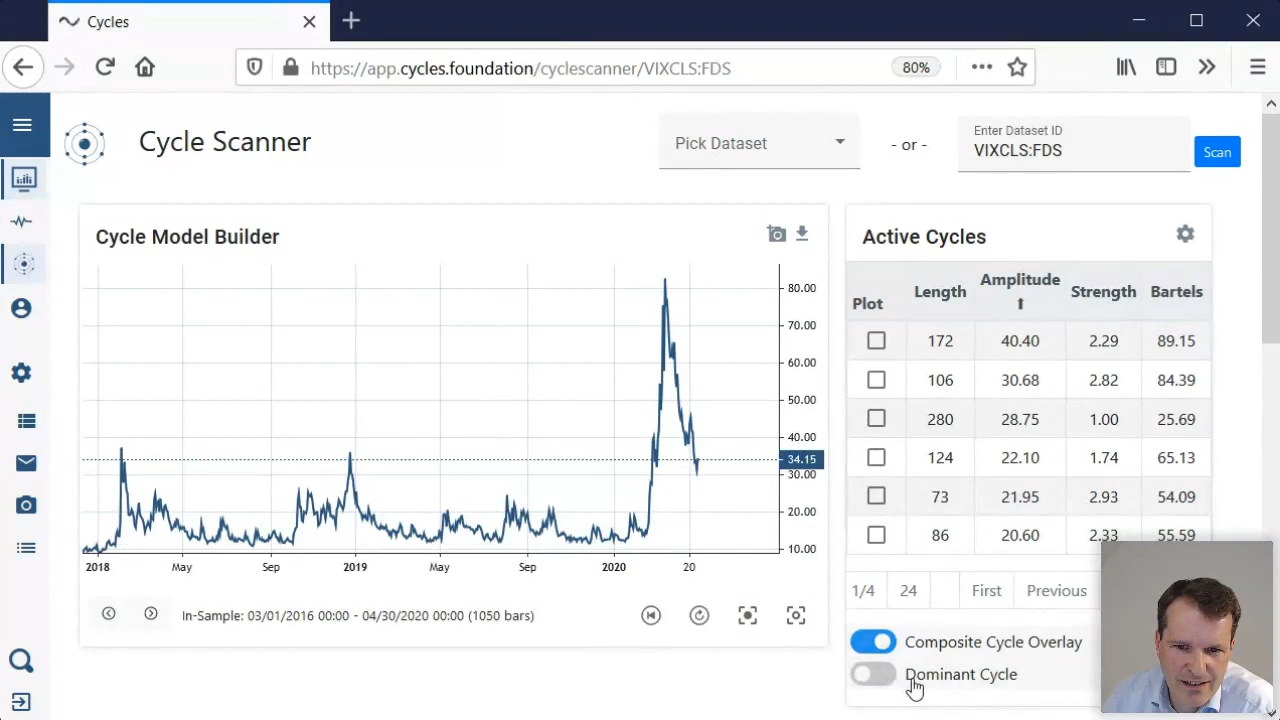 Cycles
https://app.cycles.foundation/cyclescanner/VIXCLS:FDS
80%
Cycle Scanner
Pick Dataset
- or -
Enter Dataset ID
VIXCLS:FDS
Scan
Cycle Model Builder
80.00
70.00
60.00
50.00
40.00
34.15
30.00
20.00
10.00
2018 May Sep 2019 May Sep 2020 20
In-Sample: 03/01/2016 00:00 - 04/30/2020 00:00 (1050 bars)
Active Cycles
Plot Length Amplitude Strength Bartels
172 40.40 2.29 89.15
106 30.68 2.82 84.39
280 28.75 1.00 25.69
124 22.10 1.74 65.13
73 21.95 2.93 54.09
86 20.60 2.33 55.59
1/4 24 First Previous
Composite Cycle Overlay
Dominant Cycle